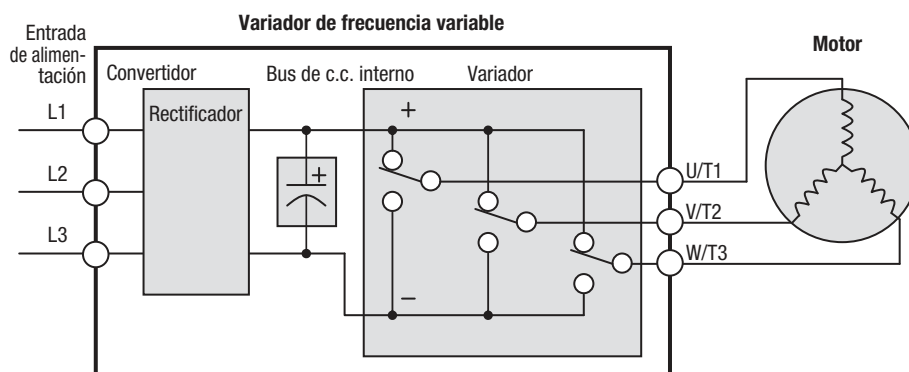 Variador de frecuencia variable
Entrada
de alimen-
tación
Motor
Convertidor
Bus de c.c. interno
Variador
Rectificador
L1
L2
L3
+
+
–
U/T1
V/T2
W/T3